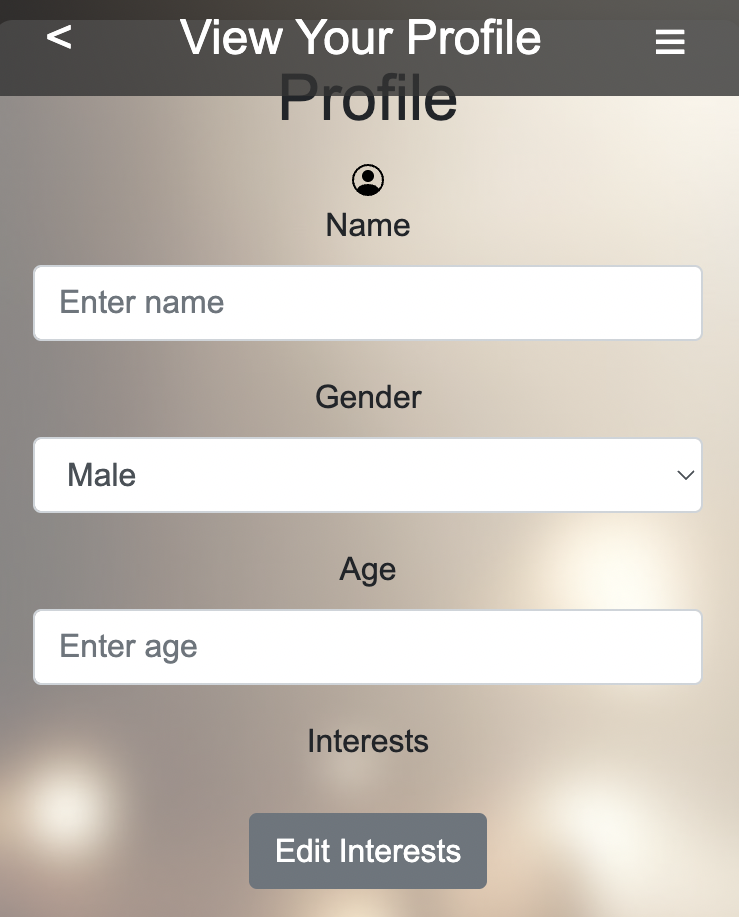 < View Your Profile
Profile
Name
Enter name
Gender
Male
Age
Enter age
Interests
Edit Interests